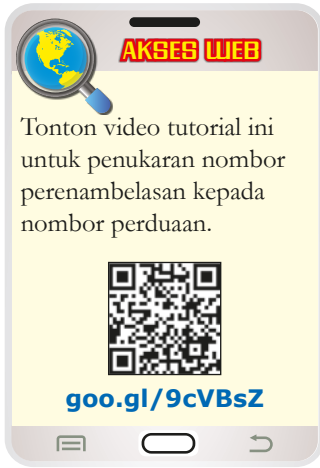 AKSES WEB
Tonton video tutorial ini
untuk penukaran nombor
perenambelasan kepada
nombor perduaan.
goo.gl/9cVBsZ